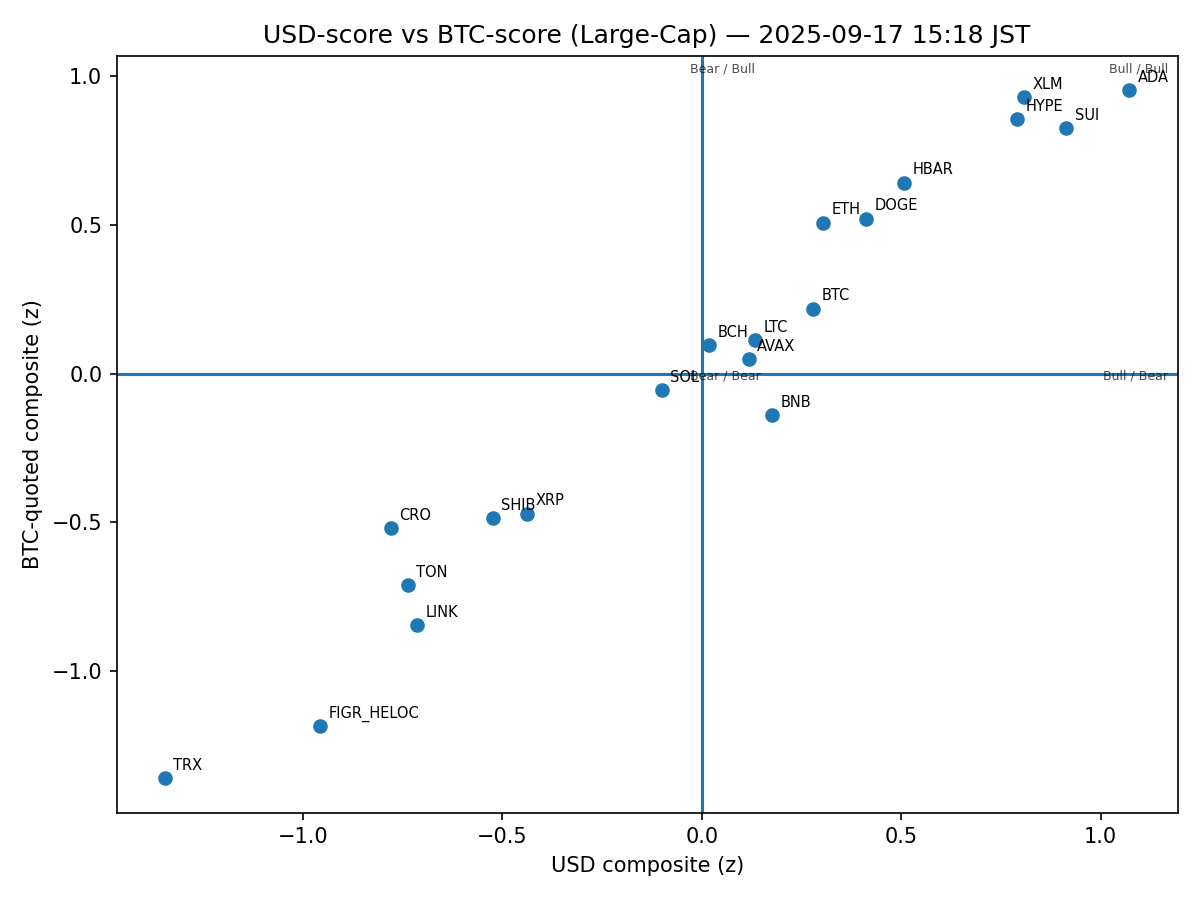 USD-score vs BTC-score (Large-Cap) — 2025-09-17 15:18 JST
Bear / Bull
Bull / Bull
ADA
XLM
HYPE
SUI
HBAR
DOGE
ETH
BTC
LTC
BCH
AVAX
SOL
Bear / Bear
Bull / Bear
BNB
XRP
SHIB
CRO
TON
LINK
FIGR_HELOC
TRX
1.0
0.5
0.0
−0.5
−1.0
BTC-quoted composite (z)
−1.0
−0.5
0.0
0.5
1.0
USD composite (z)